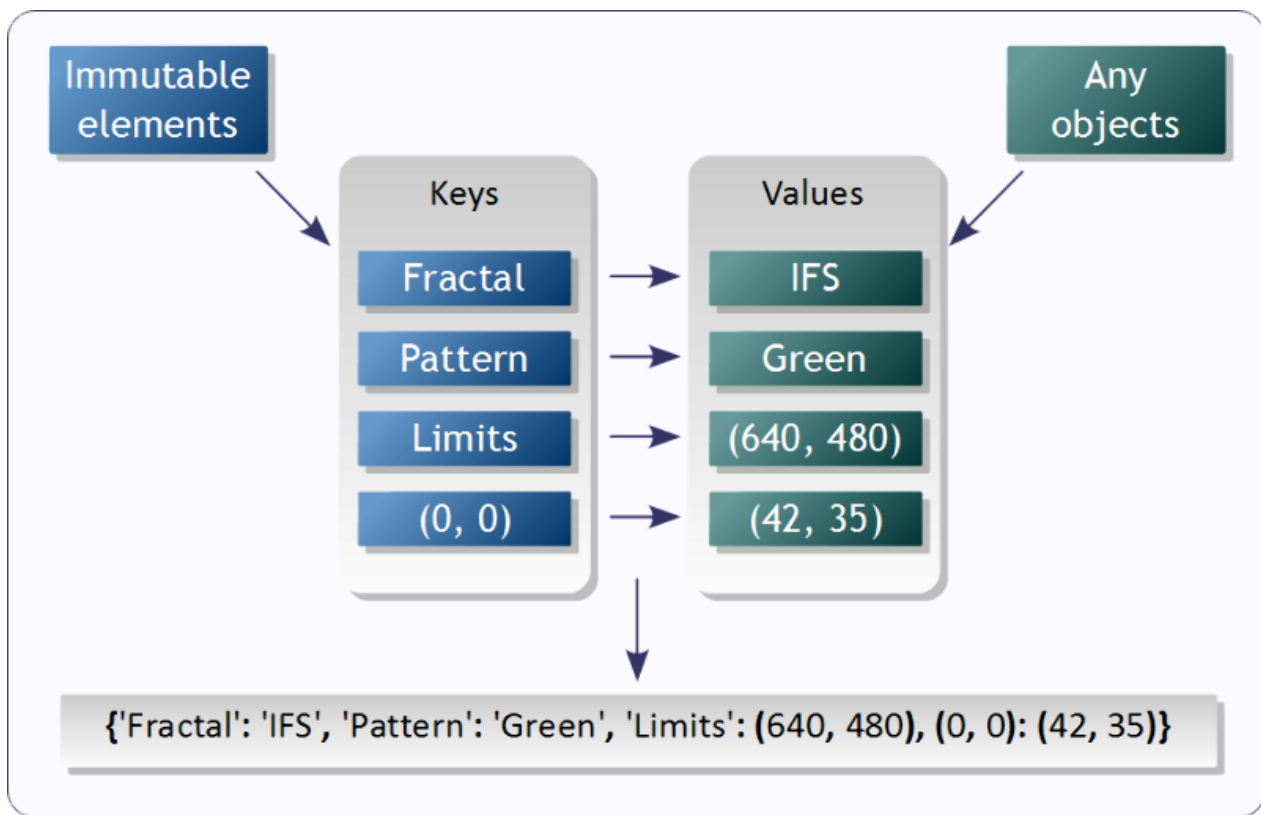 Immutable
elements
Any
objects
Keys
Values
Fractal
IFS
Pattern
Green
Limits
(640, 480)
(0, 0)
(42, 35)
{'Fractal': 'IFS', 'Pattern': 'Green', 'Limits': (640, 480), (0, 0): (42, 35)}